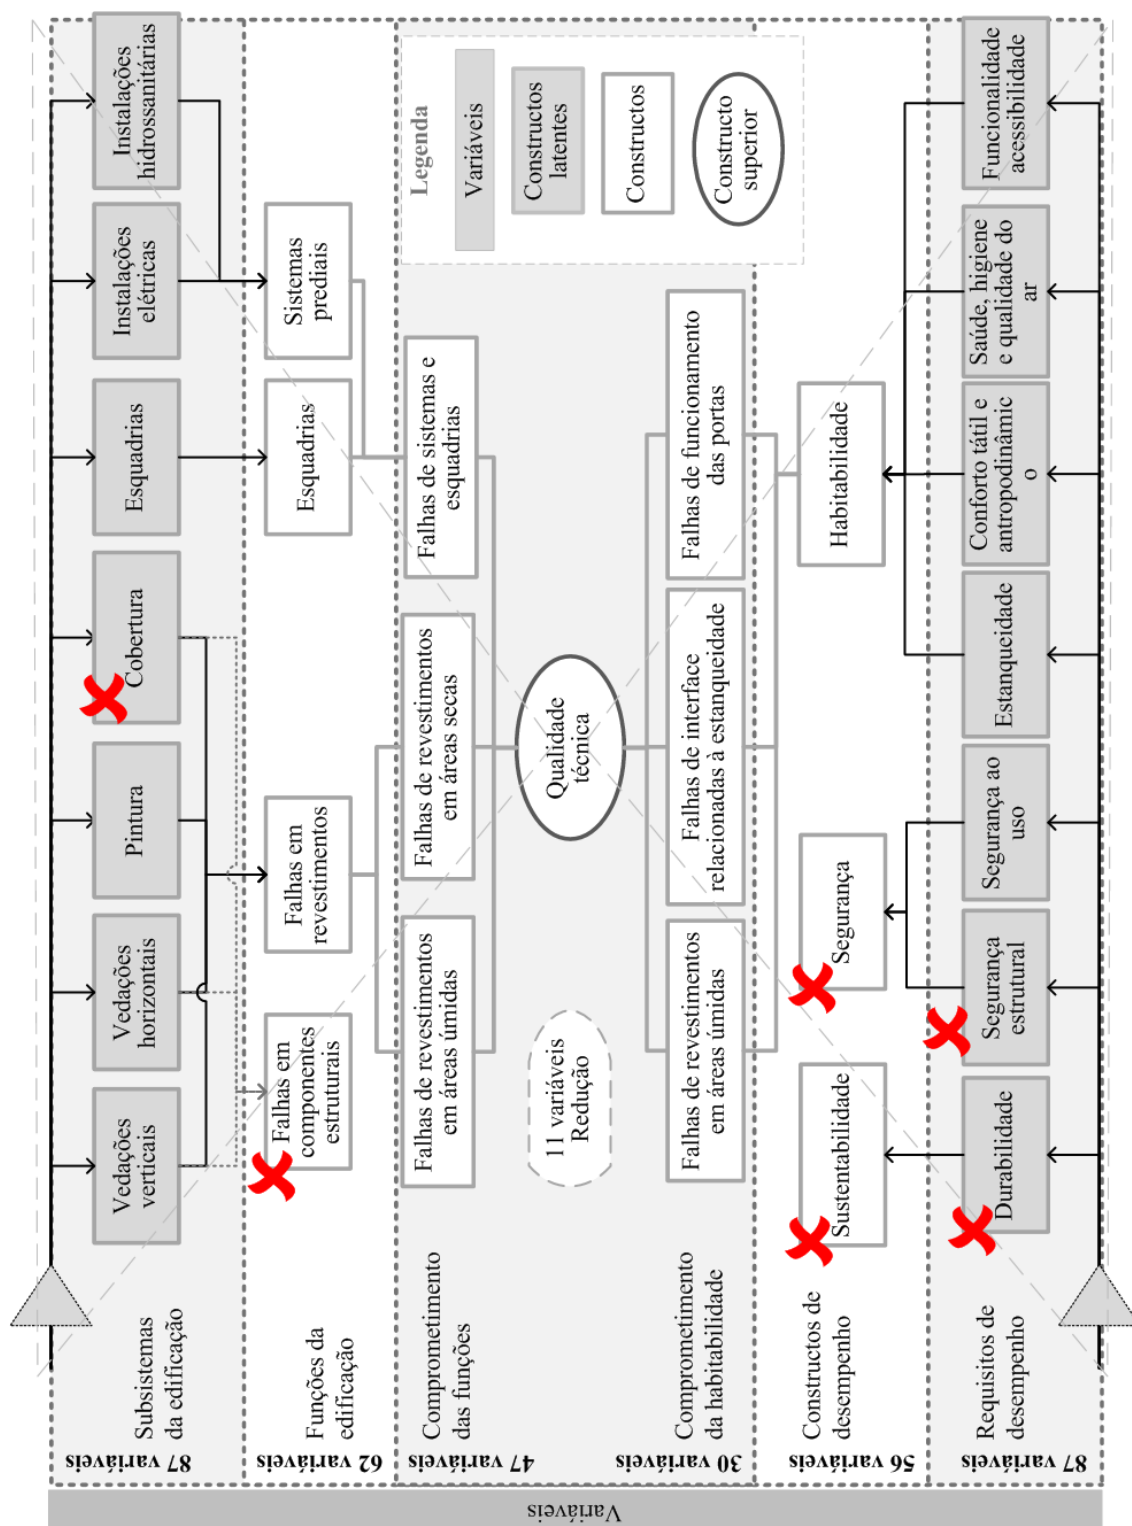 Variáveis
87 variáveis
Subsistemas
da edificação
Vedações
verticais
Vedações
horizontais
Pintura
Cobertura
Esquadrias
Instalações
elétricas
Instalações
hidrossanitárias
62 variáveis
Funções da
edificação
Falhas em
componentes
estruturais
Falhas em
revestimentos
Esquadrias
Sistemas
prediais
47 variáveis
Comprometimento
das funções
Falhas de revestimentos
em áreas úmidas
Falhas de revestimentos
em áreas secas
Falhas de sistemas e
esquadrias
Legenda
Variáveis
Constructos
latentes
Constructos
Constructo
superior
11 variáveis
Redução
Qualidade
técnica
30 variáveis
Comprometimento
da habitabilidade
Falhas de revestimentos
em áreas úmidas
Falhas de interface
relacionadas à estanqueidade
Falhas de funcionamento
das portas
56 variáveis
Constructos de
desempenho
Sustentabilidade
Segurança
Habitabilidade
87 variáveis
Requisitos de
desempenho
Durabilidade
Segurança
estrutural
Segurança ao
uso
Estanqueidade
Conforto tátil e
antropodinâmic
o
Saúde, higiene
e qualidade do
ar
Funcionalidade
acessibilidade